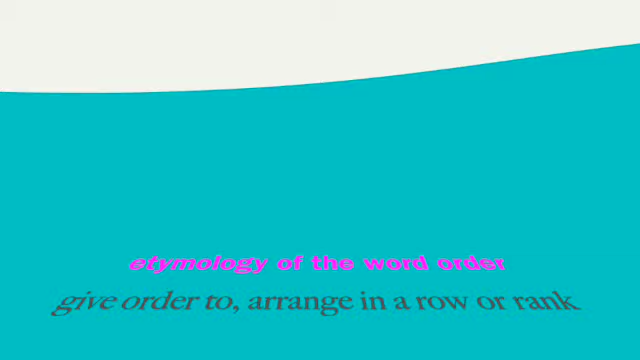 etymology of the word order
give order to, arrange in a row or rank